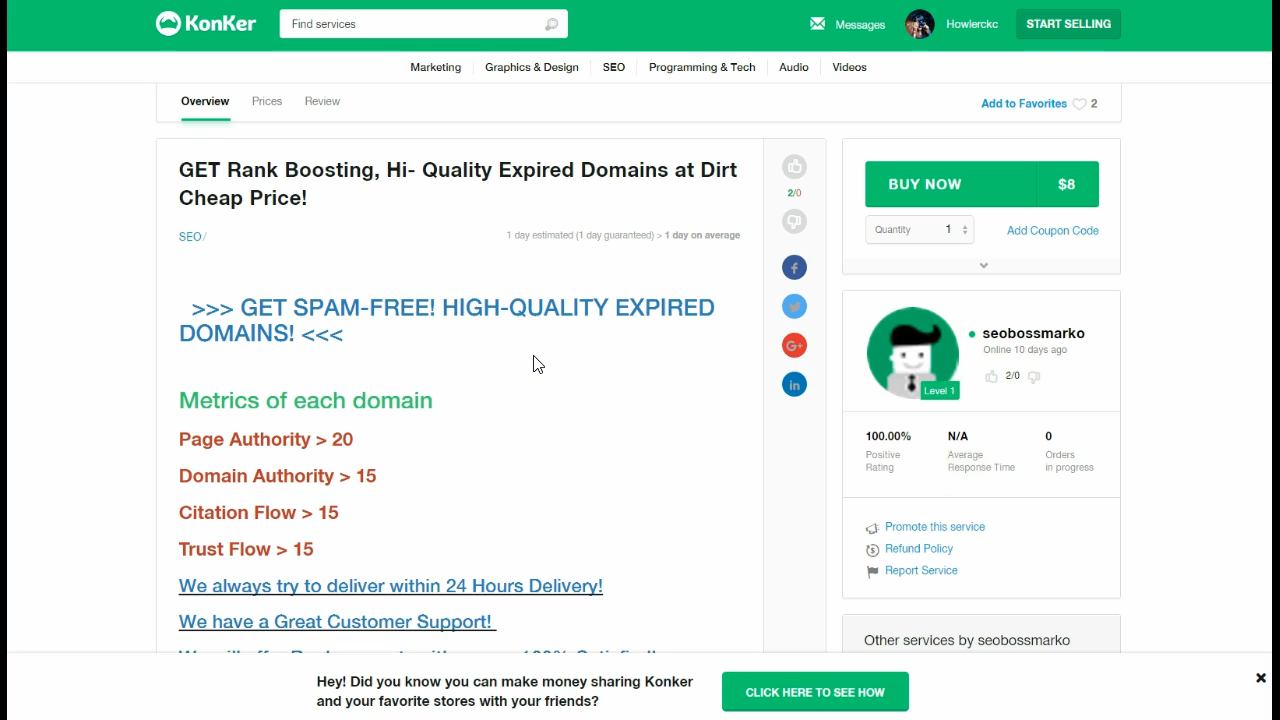 KonKer
Find services
Messages
Howlerckc
START SELLING
Marketing
Graphics & Design
SEO
Programming & Tech
Audio
Videos
Overview
Prices
Review
Add to Favorites
2
GET Rank Boosting, Hi- Quality Expired Domains at Dirt
Cheap Price!
SEO/
1 day estimated (1 day guaranteed) > 1 day on average
>>> GET SPAM-FREE! HIGH-QUALITY EXPIRED
DOMAINS! <<<
Metrics of each domain
Page Authority > 20
Domain Authority > 15
Citation Flow > 15
Trust Flow > 15
We always try to deliver within 24 Hours Delivery!
We have a Great Customer Support!
2/0
f
G+
in
BUY NOW
$8
Quantity
1
Add Coupon Code
seobossmarko
Online 10 days ago
2/0
Level 1
100.00%
N/A
0
Positive
Rating
Average
Response Time
Orders
in progress
Promote this service
Refund Policy
Report Service
Other services by seobossmarko
Hey! Did you know you can make money sharing Konker
and your favorite stores with your friends?
CLICK HERE TO SEE HOW